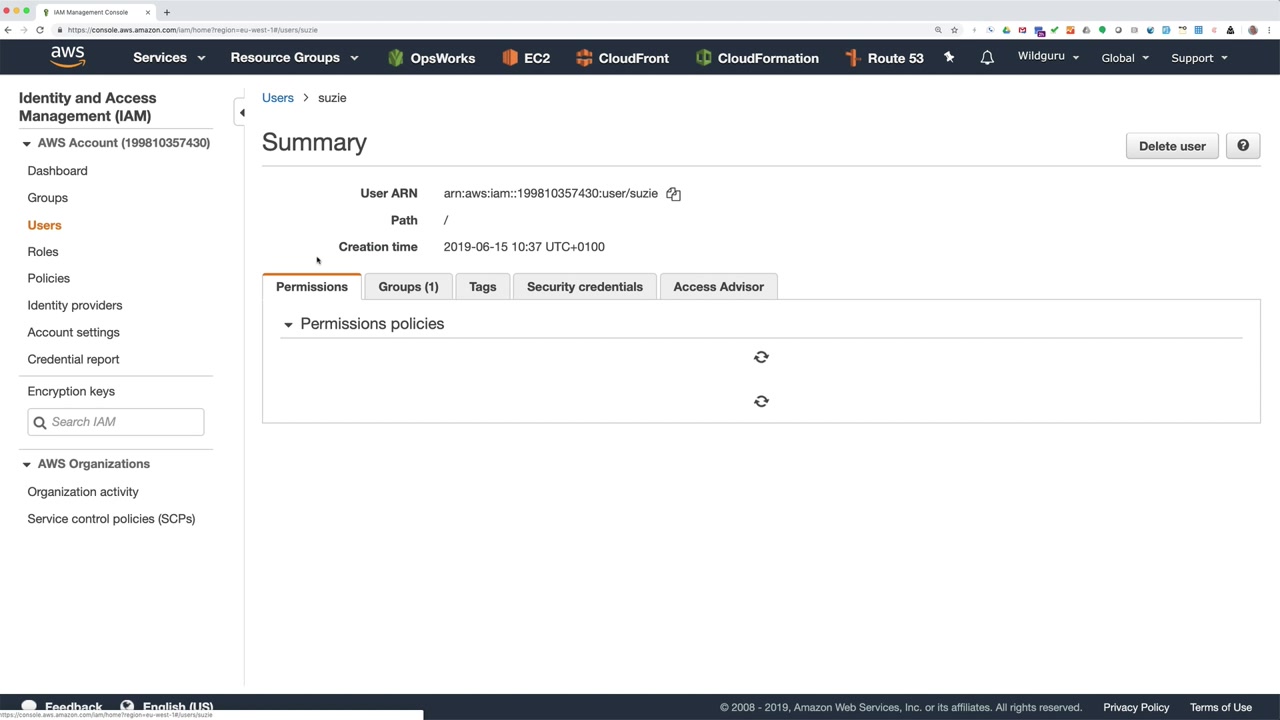 IAM Management Console
https://console.aws.amazon.com/iam/home?region=eu-west-1#/users/suzie
aws Services Resource Groups OpsWorks EC2 CloudFront CloudFormation Route 53 Wildguru Global Support
Identity and Access
Management (IAM)
AWS Account (199810357430)
Dashboard
Groups
Users
Roles
Policies
Identity providers
Account settings
Credential report
Encryption keys
Search IAM
AWS Organizations
Organization activity
Service control policies (SCPs)
Users > suzie
Summary
Delete user
?
User ARN arn:aws:iam::199810357430:user/suzie
Path /
Creation time 2019-06-15 10:37 UTC+0100
Permissions Groups (1) Tags Security credentials Access Advisor
Permissions policies
Feedback English (US) © 2008 - 2019, Amazon Web Services, Inc. or its affiliates. All rights reserved. Privacy Policy Terms of Use
https://console.aws.amazon.com/iam/home?region=eu-west-1#/users/suzie